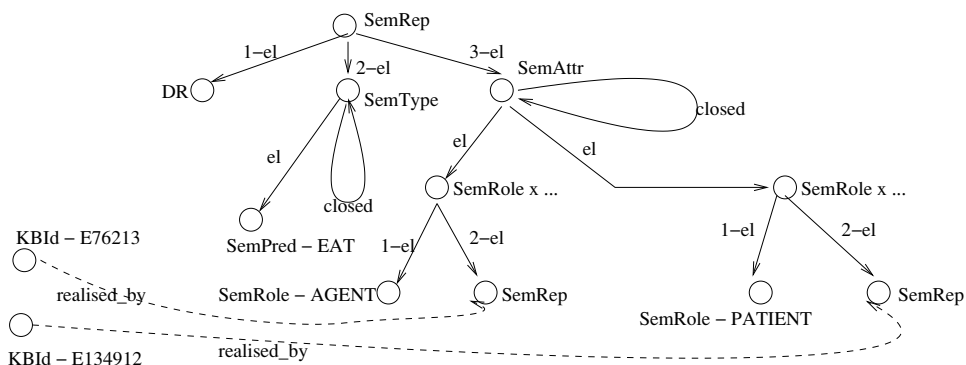 SemRep
1−el
2−el
3−el
SemAttr
DR
SemType
closed
el
el
el
SemRole x ...
SemRole x ...
closed
KBId − E76213
SemPred − EAT
1−el
2−el
1−el
2−el
realised_by
SemRole − AGENT
SemRep
SemRole − PATIENT
SemRep
KBId − E134912
realised_by